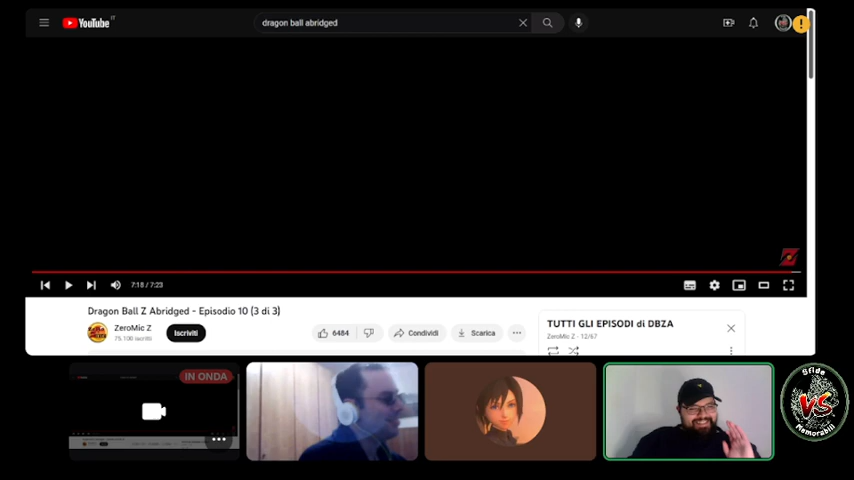 YouTube IT
dragon ball abridged
7:18 / 7:23
Dragon Ball Z Abridged - Episodio 10 (3 di 3)
ZeroMic Z
75.100 iscritti
Iscriviti
6484
Condividi
Scarica
TUTTI GLI EPISODI di DBZA
ZeroMic Z - 12/67
IN ONDA
Sfide
VS
Memorabili